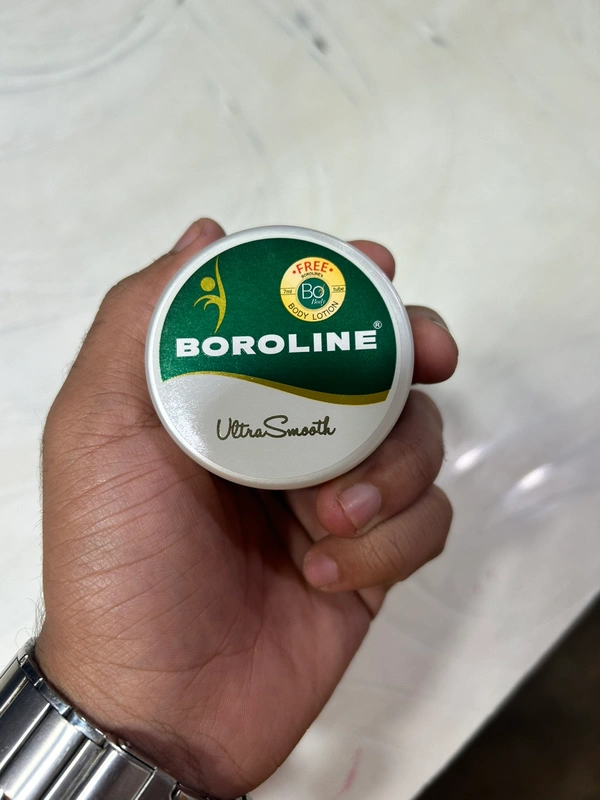 FREE
BOROLINE'S
7ml Bo tube
Body
BODY LOTION
BOROLINE®
UltraSmooth